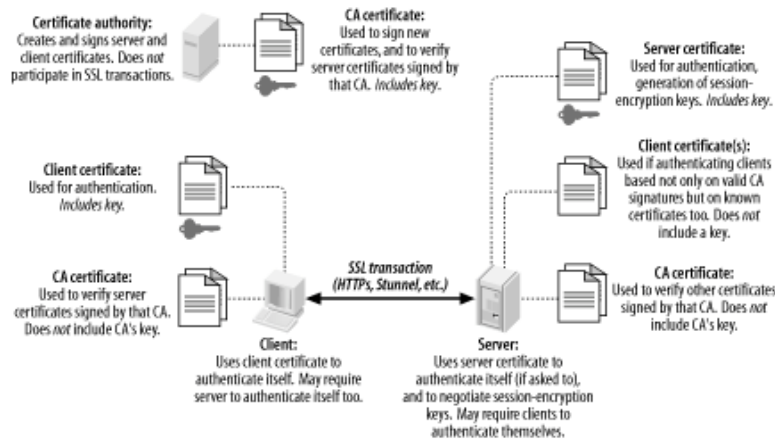 Certificate authority:
Creates and signs server and
client certificates. Does not
participate in SSL transactions.
CA certificate:
Used to sign new
certificates, and to verify
server certificates signed by
that CA. Includes key.
Server certificate:
Used for authentication,
generation of session-
encryption keys. Includes key.
Client certificate:
Used for authentication.
Includes key.
Client certificate(s):
Used if authenticating clients
based not only on valid CA
signatures but on known
certificates too. Does not
include a key.
CA certificate:
Used to verify server
certificates signed by that CA.
Does not include CA's key.
SSL transaction
(HTTPs, Stunnel, etc.)
CA certificate:
Used to verify other certificates
signed by that CA. Does not
include CA's key.
Client:
Uses client certificate to
authenticate itself. May require
server to authenticate itself too.
Server:
Uses server certificate to
authenticate itself (if asked to),
and to negotiate session-encryption
keys. May require clients to
authenticate themselves.